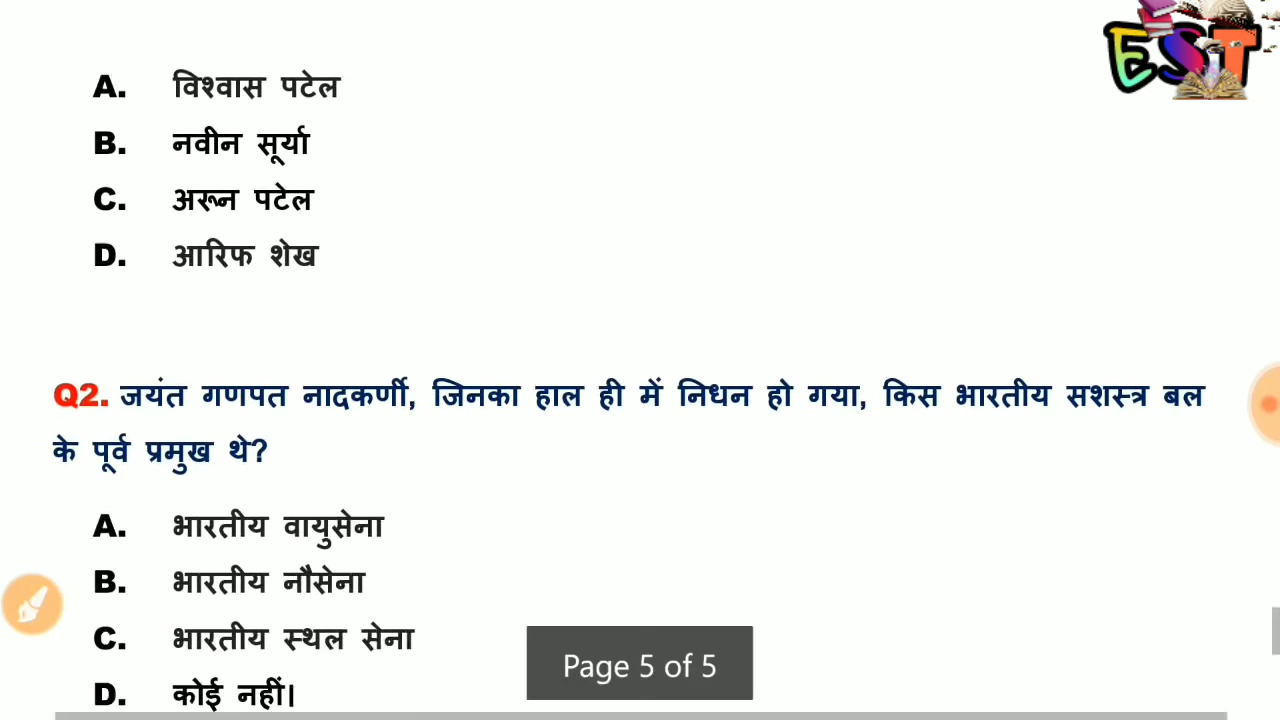 EST
A. विश्वास पटेल
B. नवीन सूर्या
C. अरून पटेल
D. आरिफ शेख
Q2. जयंत गणपत नादकर्णी, जिनका हाल ही में निधन हो गया, किस भारतीय सशस्त्र बल
के पूर्व प्रमुख थे?
A. भारतीय वायुसेना
B. भारतीय नौसेना
C. भारतीय स्थल सेना
D. कोई नहीं।
Page 5 of 5